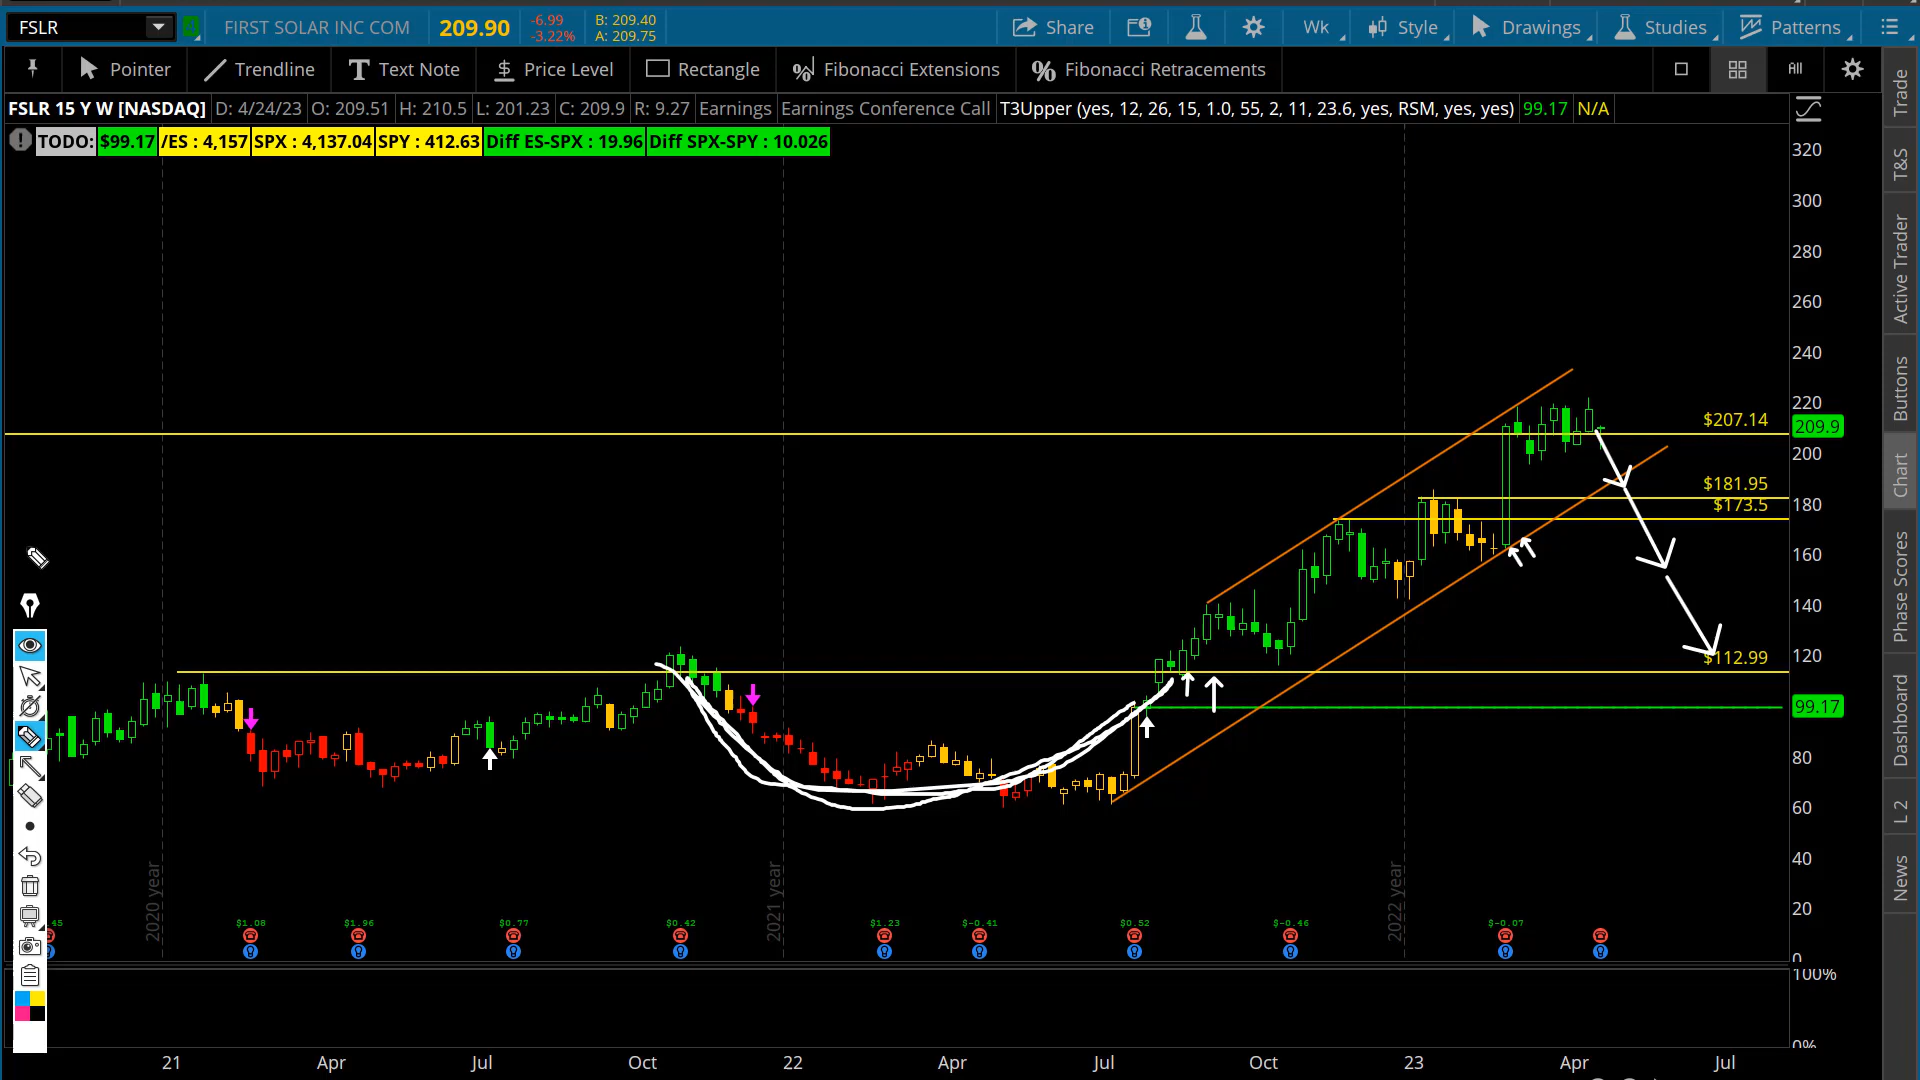 FSLR FIRST SOLAR INC COM 209.90 -6.99 -3.22% B: 209.40 A: 209.75 Share Wk Style Drawings Studies Patterns
Pointer Trendline Text Note $ Price Level Rectangle Fibonacci Extensions Fibonacci Retracements All
FSLR 15 Y W [NASDAQ] D: 4/24/23 O: 209.51 H: 210.5 L: 201.23 C: 209.9 R: 9.27 Earnings Earnings Conference Call T3Upper (yes, 12, 26, 15, 1.0, 55, 2, 11, 23.6, yes, RSM, yes, yes) 99.17 N/A
TODO: $99.17 /ES : 4,157 SPX : 4,137.04 SPY : 412.63 Diff ES-SPX : 19.96 Diff SPX-SPY : 10.026
320
300
280
260
240
220
$207.14
209.9
200
$181.95
180
$173.5
160
140
120
$112.99
99.17
80
60
40
20
0
2020 year
2021 year
2022 year
45 $1.08 $1.96 $0.77 $0.42 $1.23 $-0.41 $0.52 $-0.46 $-0.07
100%
0%
21 Apr Jul Oct 22 Apr Jul Oct 23 Apr Jul
Trade
T&S
Active Trader
Buttons
Chart
Phase Scores
Dashboard
L 2
News